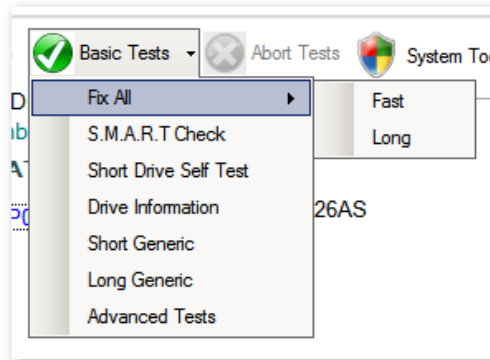 Basic Tests Abort Tests System Too
Fix All Fast
S.M.A.R.T Check Long
Short Drive Self Test
Drive Information 26AS
Short Generic
Long Generic
Advanced Tests